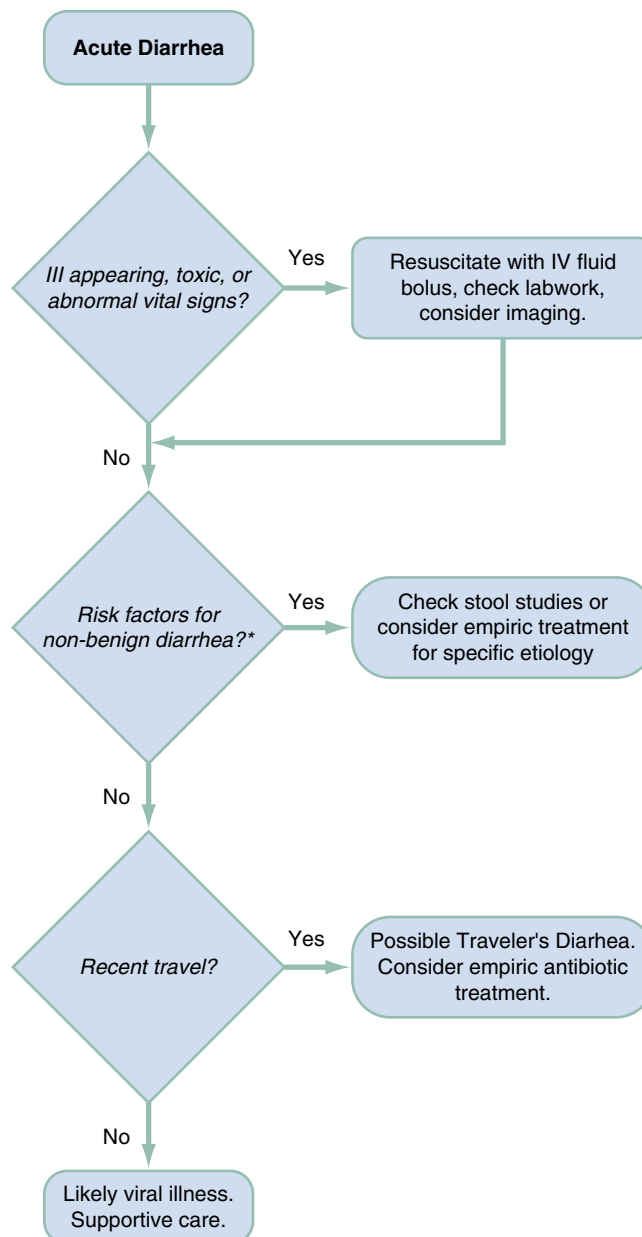 Acute Diarrhea
Ill appearing, toxic, or
abnormal vital signs?
Yes
Resuscitate with IV fluid
bolus, check labwork,
consider imaging.
No
Risk factors for
non-benign diarrhea?*
Yes
Check stool studies or
consider empiric treatment
for specific etiology
No
Recent travel?
Yes
Possible Traveler's Diarhea.
Consider empiric antibiotic
treatment.
No
Likely viral illness.
Supportive care.